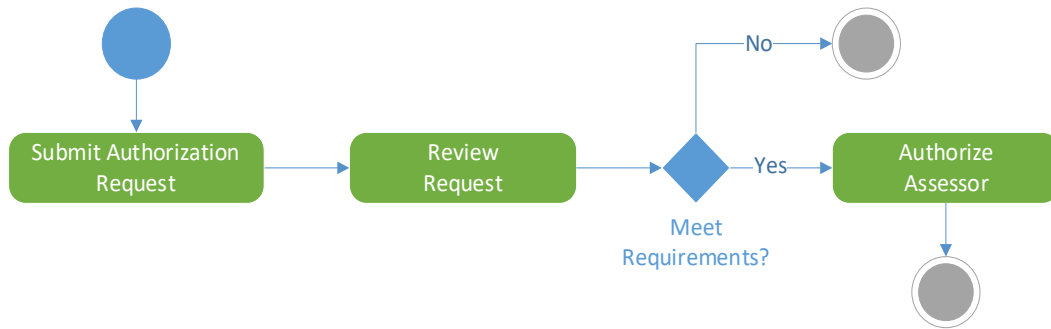 No
Submit Authorization
Request
Review
Request
Yes
Authorize
Assessor
Meet
Requirements?